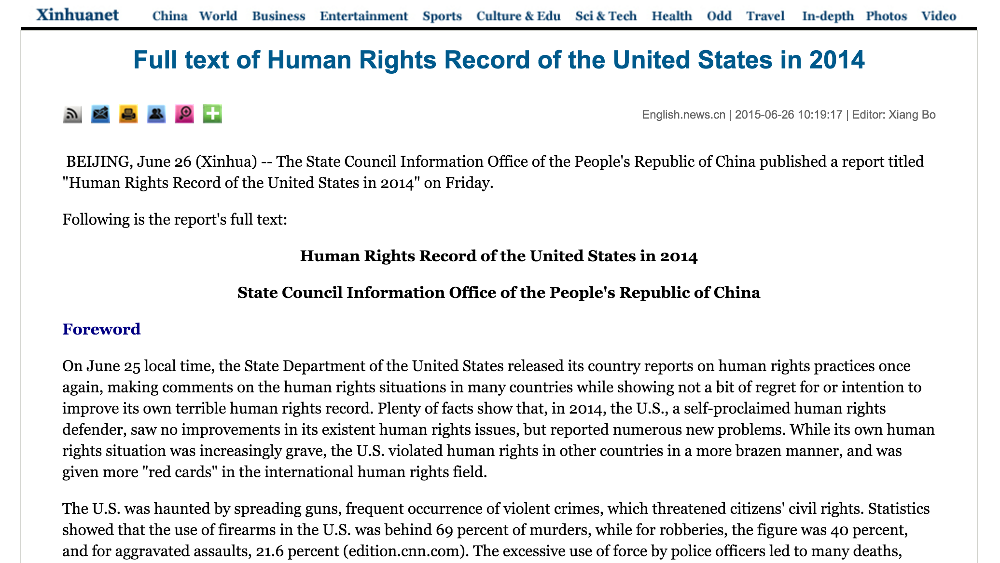 Xinhuanet China World Business Entertainment Sports Culture & Edu Sci & Tech Health Odd Travel In-depth Photos Video
Full text of Human Rights Record of the United States in 2014
English.news.cn | 2015-06-26 10:19:17 | Editor: Xiang Bo
BEIJING, June 26 (Xinhua) -- The State Council Information Office of the People's Republic of China published a report titled
"Human Rights Record of the United States in 2014" on Friday.
Following is the report's full text:
Human Rights Record of the United States in 2014
State Council Information Office of the People's Republic of China
Foreword
On June 25 local time, the State Department of the United States released its country reports on human rights practices once
again, making comments on the human rights situations in many countries while showing not a bit of regret for or intention to
improve its own terrible human rights record. Plenty of facts show that, in 2014, the U.S., a self-proclaimed human rights
defender, saw no improvements in its existent human rights issues, but reported numerous new problems. While its own human
rights situation was increasingly grave, the U.S. violated human rights in other countries in a more brazen manner, and was
given more "red cards" in the international human rights field.
The U.S. was haunted by spreading guns, frequent occurrence of violent crimes, which threatened citizens' civil rights. Statistics
showed that the use of firearms in the U.S. was behind 69 percent of murders, while for robberies, the figure was 40 percent,
and for aggravated assaults, 21.6 percent (edition.cnn.com). The excessive use of force by police officers led to many deaths,